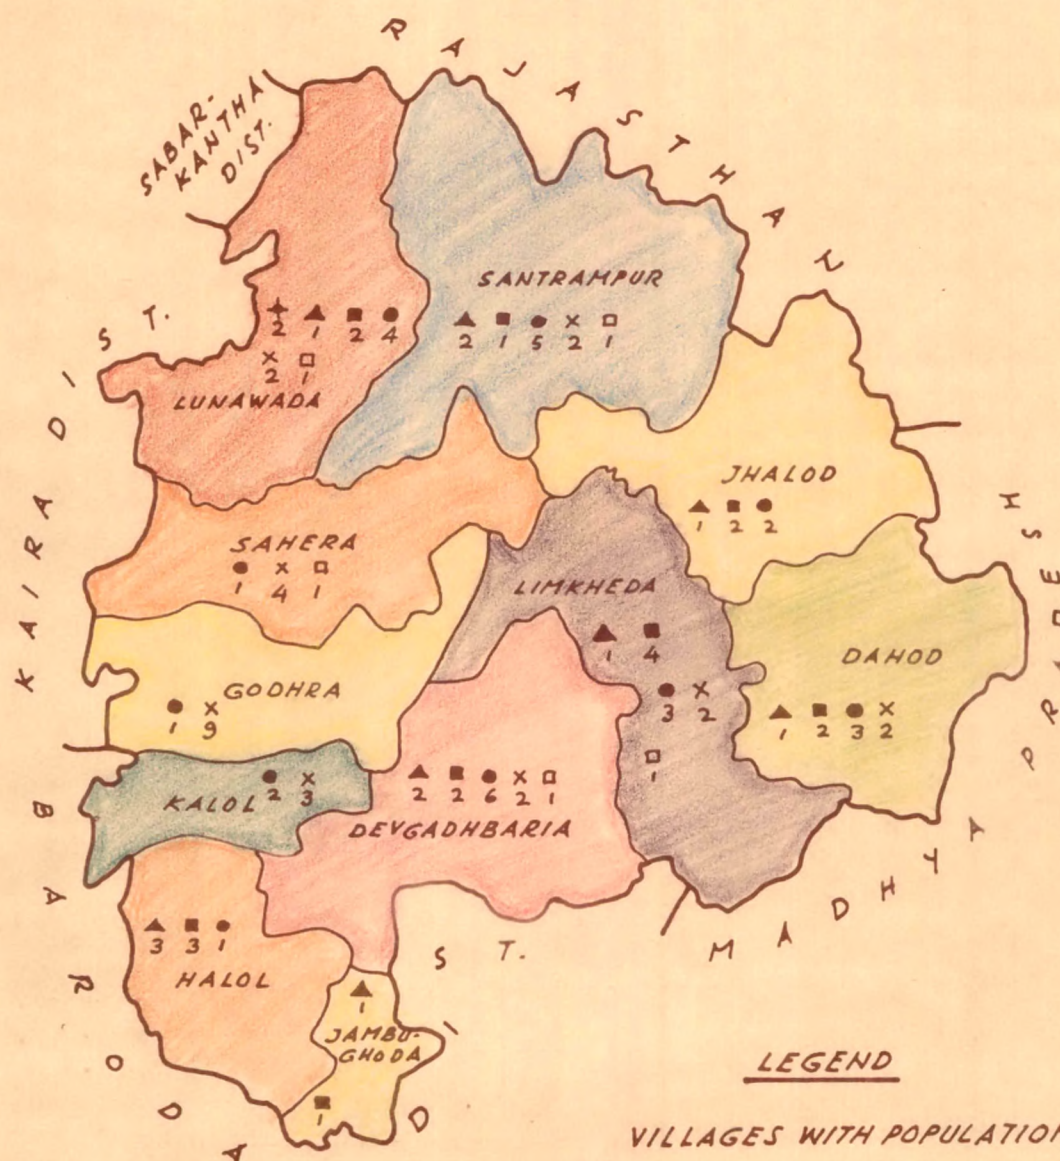 RAJASTHAN
SABAR-
KANTHA
DIST.
KAIRA DIST.
SANTRAMPUR
2 1 5 2 1
2 1 2 4
2 1
LUNAWADA
JHALOD
1 2 2
SAHERA
1 4 1
LIMKHEDA
1 4
3 2
1
DAHOD
1 2 3 2
GODHRA
1 9
KALOL
2 3
2 2 6 2 1
DEVGADHBARIA
3 3 1
HALOL
1
JAMBU-
GHODA
1
BARODA DIST.
MADHYA PRADESH
LEGEND
VILLAGES WITH POPULATION